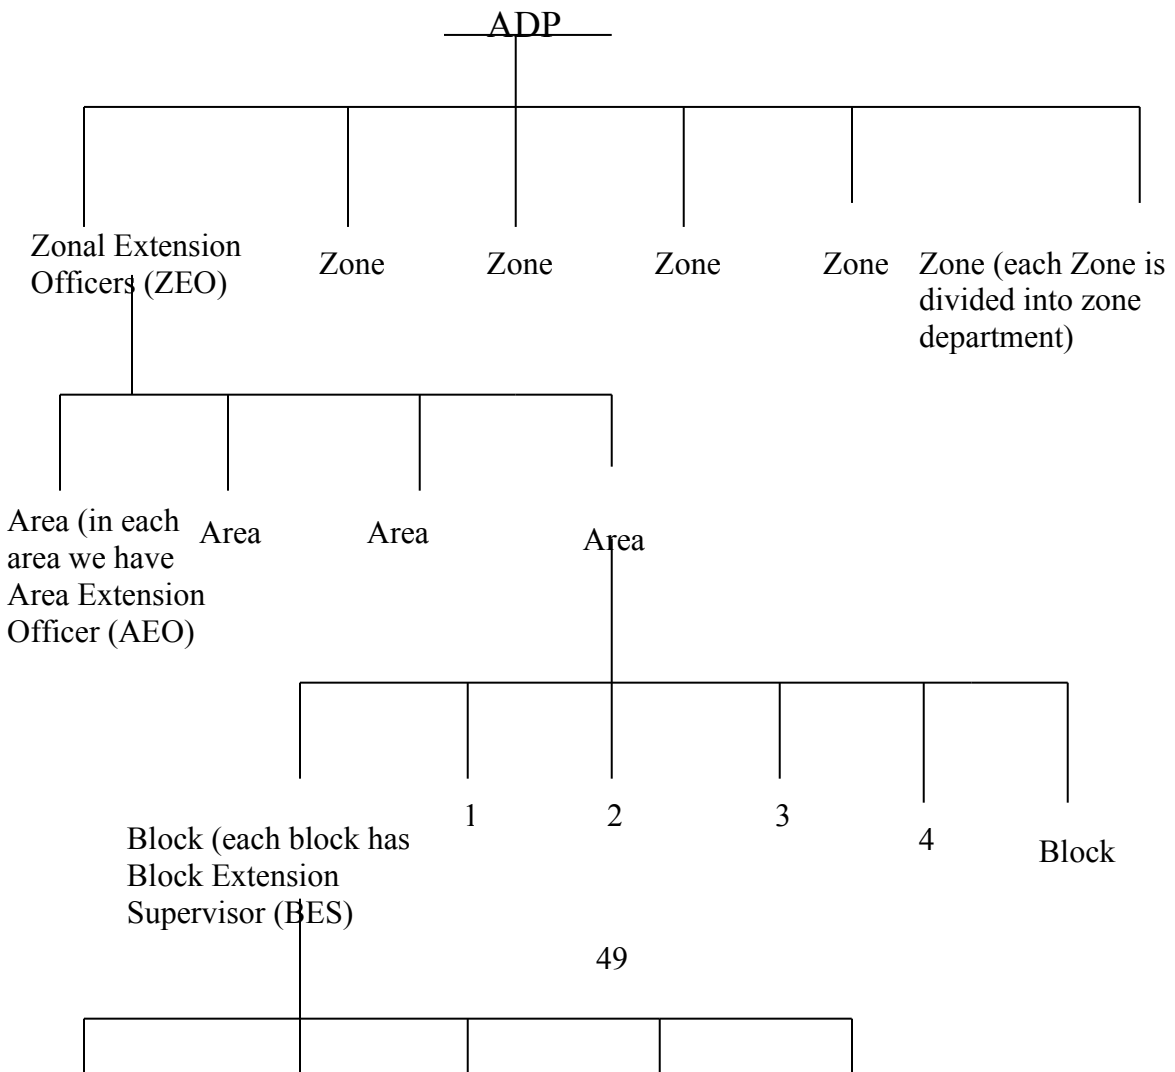 ADP
Zonal Extension
Officers (ZEO)
Zone
Zone
Zone
Zone
Zone (each Zone is
divided into zone
department)
Area (in each
area we have
Area Extension
Officer (AEO)
Area
Area
Area
Block (each block has
Block Extension
Supervisor (BES)
1
2
3
4
Block
49